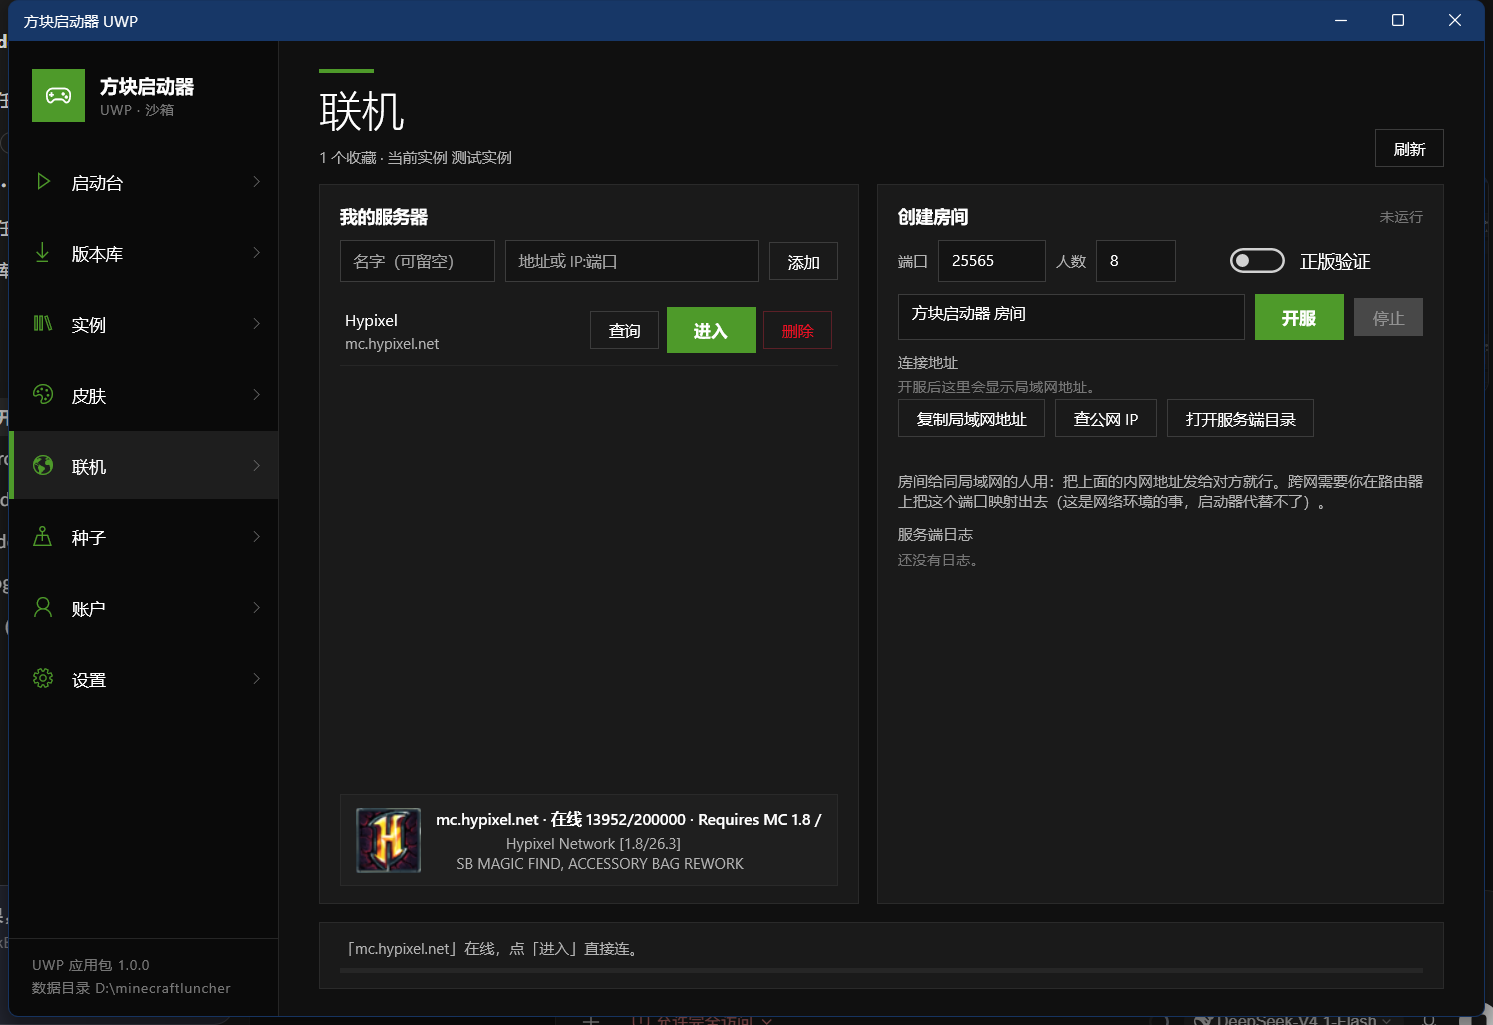 方块启动器 UWP
方块启动器
UWP · 沙箱
启动台
版本库
实例
皮肤
联机
种子
账户
设置
UWP 应用包 1.0.0
数据目录 D:\minecraftluncher
联机
1 个收藏 · 当前实例 测试实例
刷新
我的服务器
名字（可留空）
地址或 IP:端口
添加
Hypixel
mc.hypixel.net
查询
进入
删除
mc.hypixel.net · 在线 13952/200000 · Requires MC 1.8 /
Hypixel Network [1.8/26.3]
SB MAGIC FIND, ACCESSORY BAG REWORK
创建房间
未运行
端口
25565
人数
8
正版验证
方块启动器 房间
开服
停止
连接地址
开服后这里会显示局域网地址。
复制局域网地址
查公网 IP
打开服务端目录
房间给同局域网的人用：把上面的内网地址发给对方就行。跨网需要你在路由器
上把这个端口映射出去（这是网络环境的事，启动器代替不了）。
服务端日志
还没有日志。
「mc.hypixel.net」在线，点「进入」直接连。
DeepSeek-V4.1-Flash